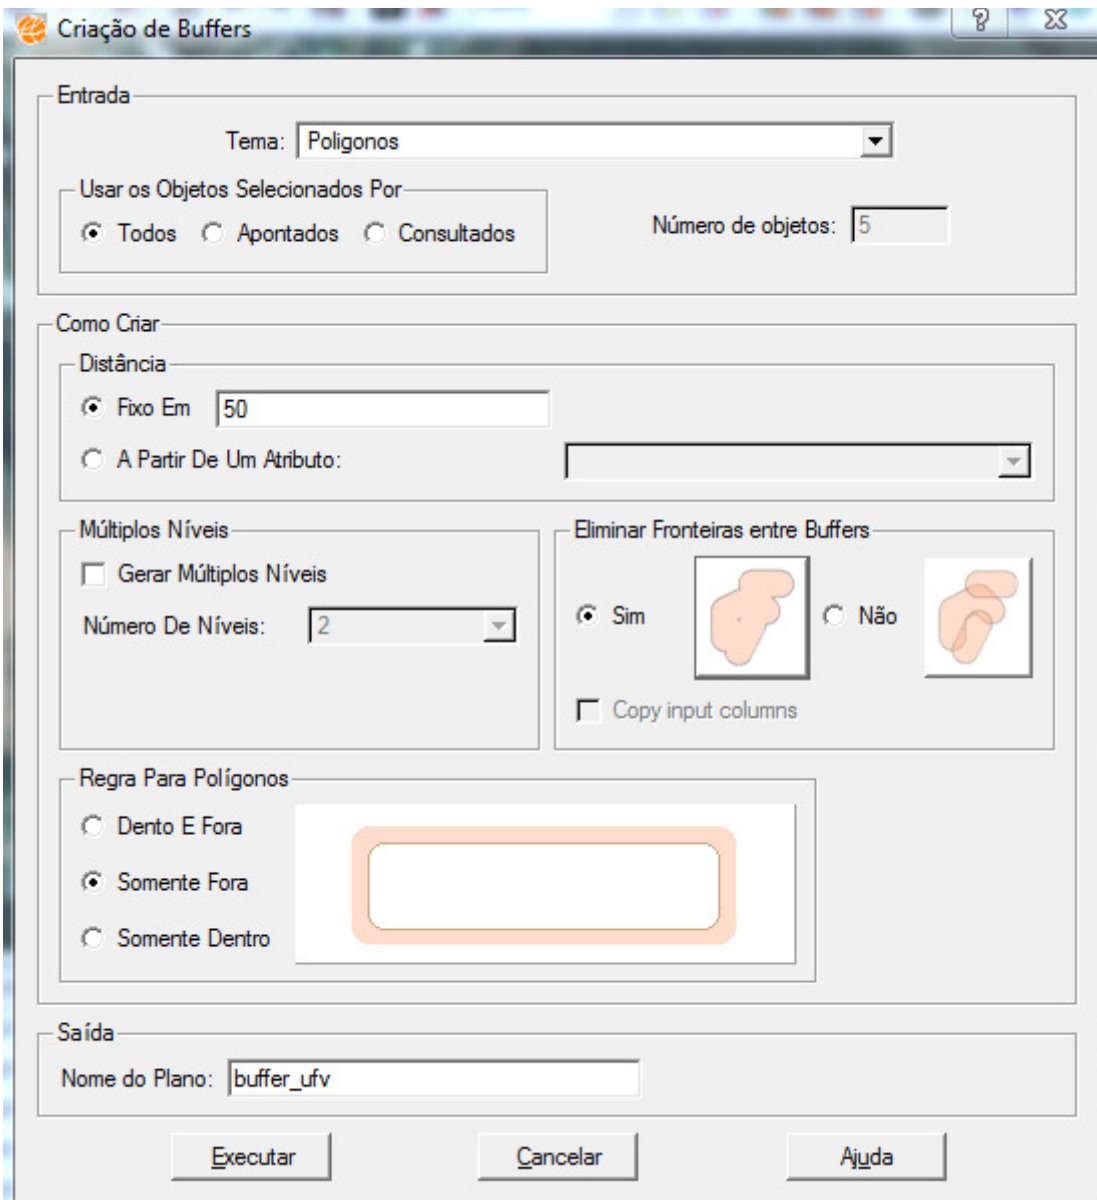 Criação de Buffers
Entrada
Tema: Poligonos
Usar os Objetos Selecionados Por
Todos Apontados Consultados
Número de objetos: 5
Como Criar
Distância
Fixo Em 50
A Partir De Um Atributo:
Múltiplos Níveis
Gerar Múltiplos Níveis
Número De Níveis: 2
Eliminar Fronteiras entre Buffers
Sim Não
Copy input columns
Regra Para Polígonos
Dento E Fora
Somente Fora
Somente Dentro
Saída
Nome do Plano: buffer_ufv
Executar Cancelar Ajuda